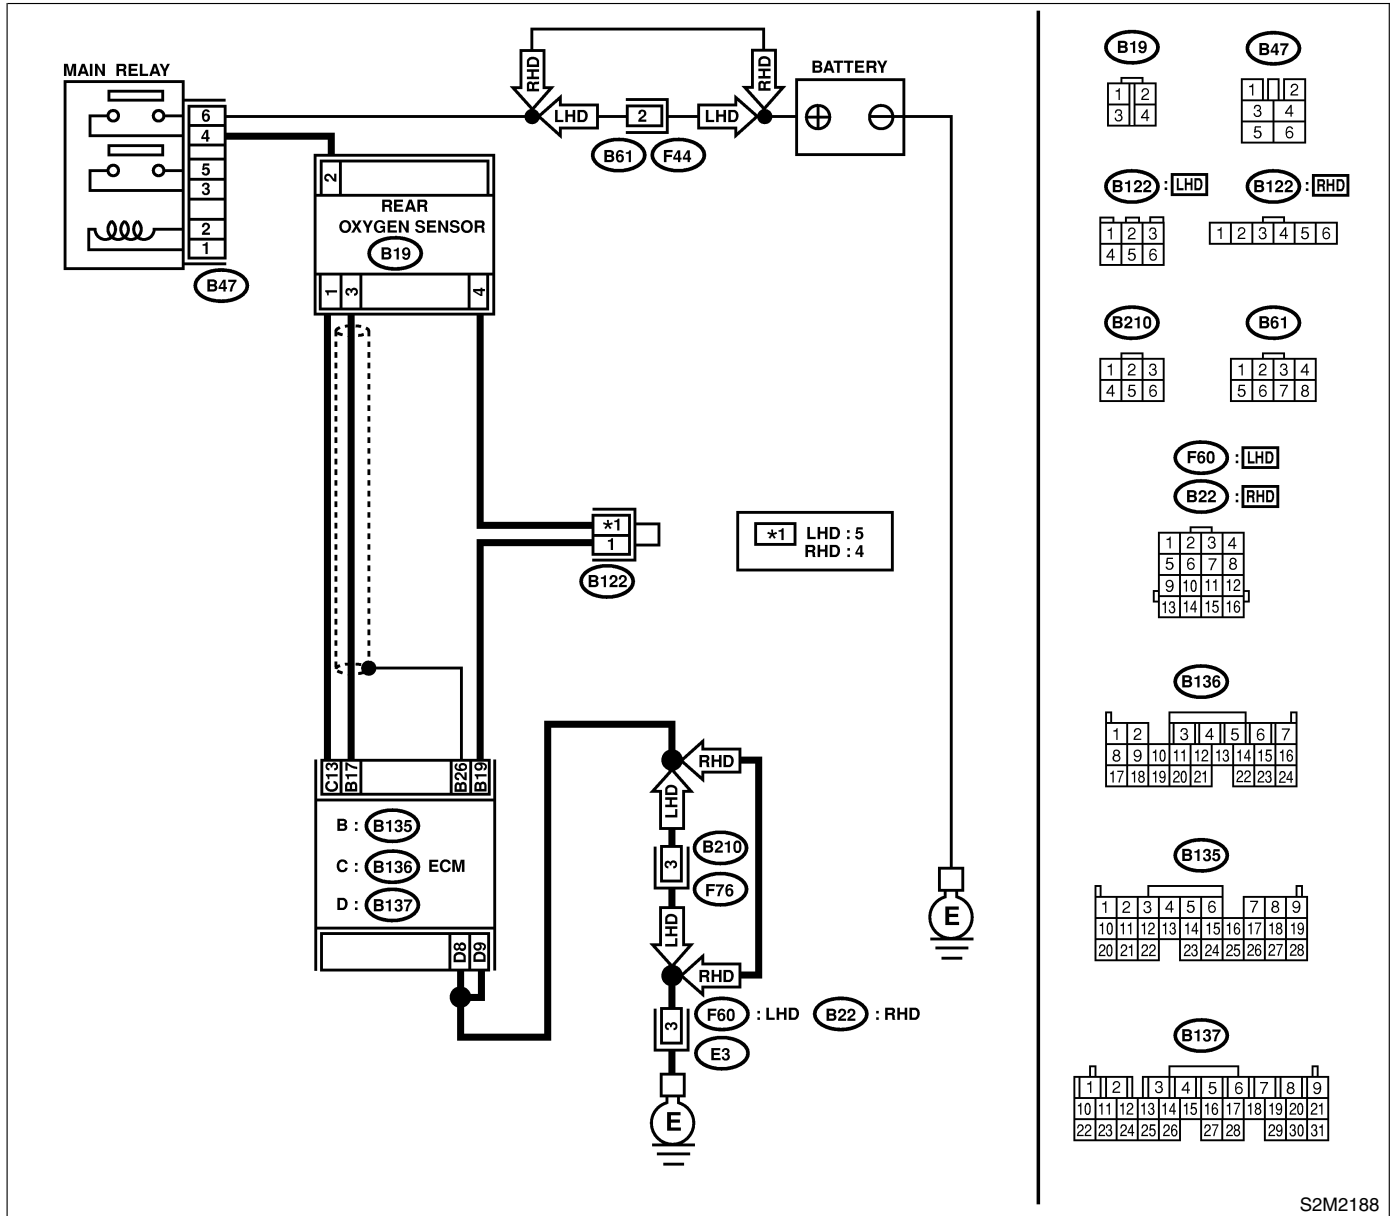 MAIN RELAY
6
4
5
3
2
1
B47
RHD
RHD
LHD
2
LHD
B61
F44
BATTERY
2
REAR
OXYGEN SENSOR
B19
1
3
4
*1
1
B122
*1 LHD : 5
RHD : 4
C13
B17
B26
B19
B : B135
C : B136 ECM
D : B137
D8
D9
RHD
LHD
3
B210
F76
LHD
RHD
3
F60 : LHD B22 : RHD
E3
E
E
B19
1 2
3 4
B47
1 2
3 4
5 6
B122 : LHD
1 2 3
4 5 6
B122 : RHD
1 2 3 4 5 6
B210
1 2 3
4 5 6
B61
1 2 3 4
5 6 7 8
F60 : LHD
B22 : RHD
1 2 3 4
5 6 7 8
9 10 11 12
13 14 15 16
B136
1 2 3 4 5 6 7
8 9 10 11 12 13 14 15 16
17 18 19 20 21 22 23 24
B135
1 2 3 4 5 6 7 8 9
10 11 12 13 14 15 16 17 18 19
20 21 22 23 24 25 26 27 28
B137
1 2 3 4 5 6 7 8 9
10 11 12 13 14 15 16 17 18 19 20 21
22 23 24 25 26 27 28 29 30 31
S2M2188